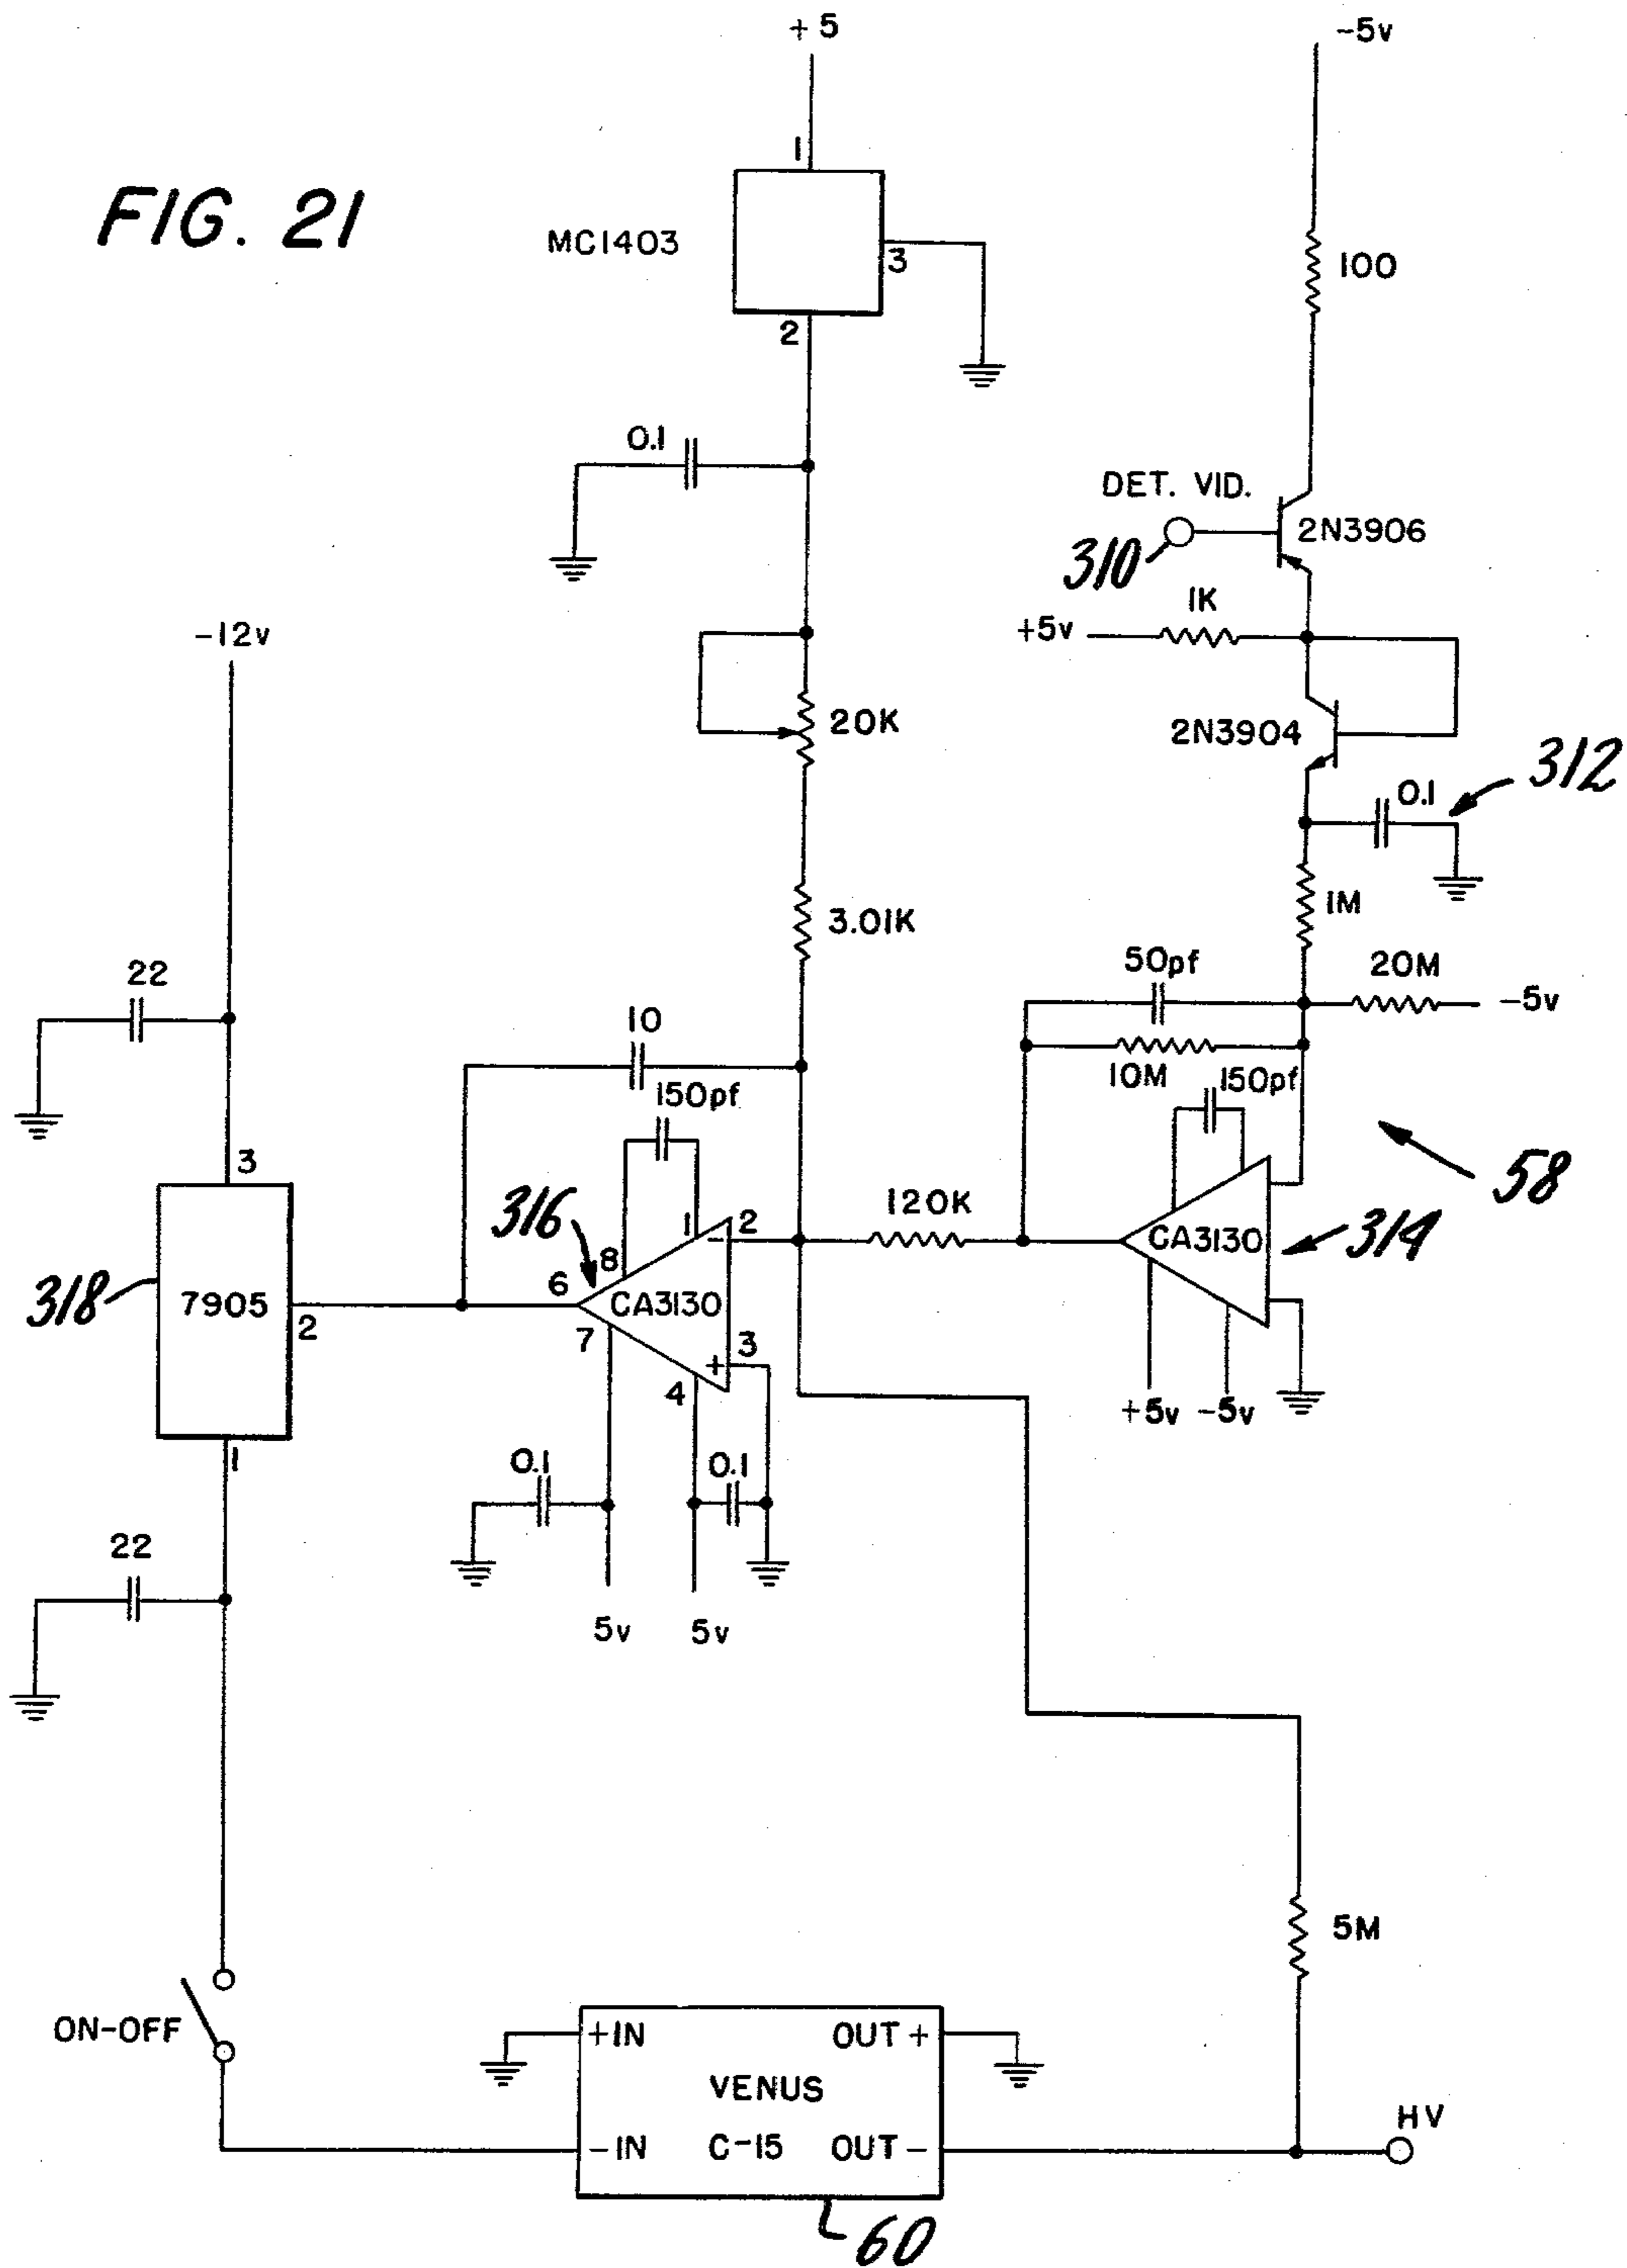 +5
-5v
FIG. 21
1
MC1403
3
2
100
0.1
DET. VID.
2N3906
310
1K
+5v
-12v
20K
2N3904
312
0.1
3.01K
1M
22
50pf
20M
-5v
10
10M
150pf
150pf
3
58
316
1
2
120K
CA3130
314
8
6
318
7905
2
CA3130
7
3
4
+5v -5v
1
0.1
0.1
22
5v
5v
5M
ON-OFF
+IN
OUT +
VENUS
HV
-IN
C-15
OUT -
60